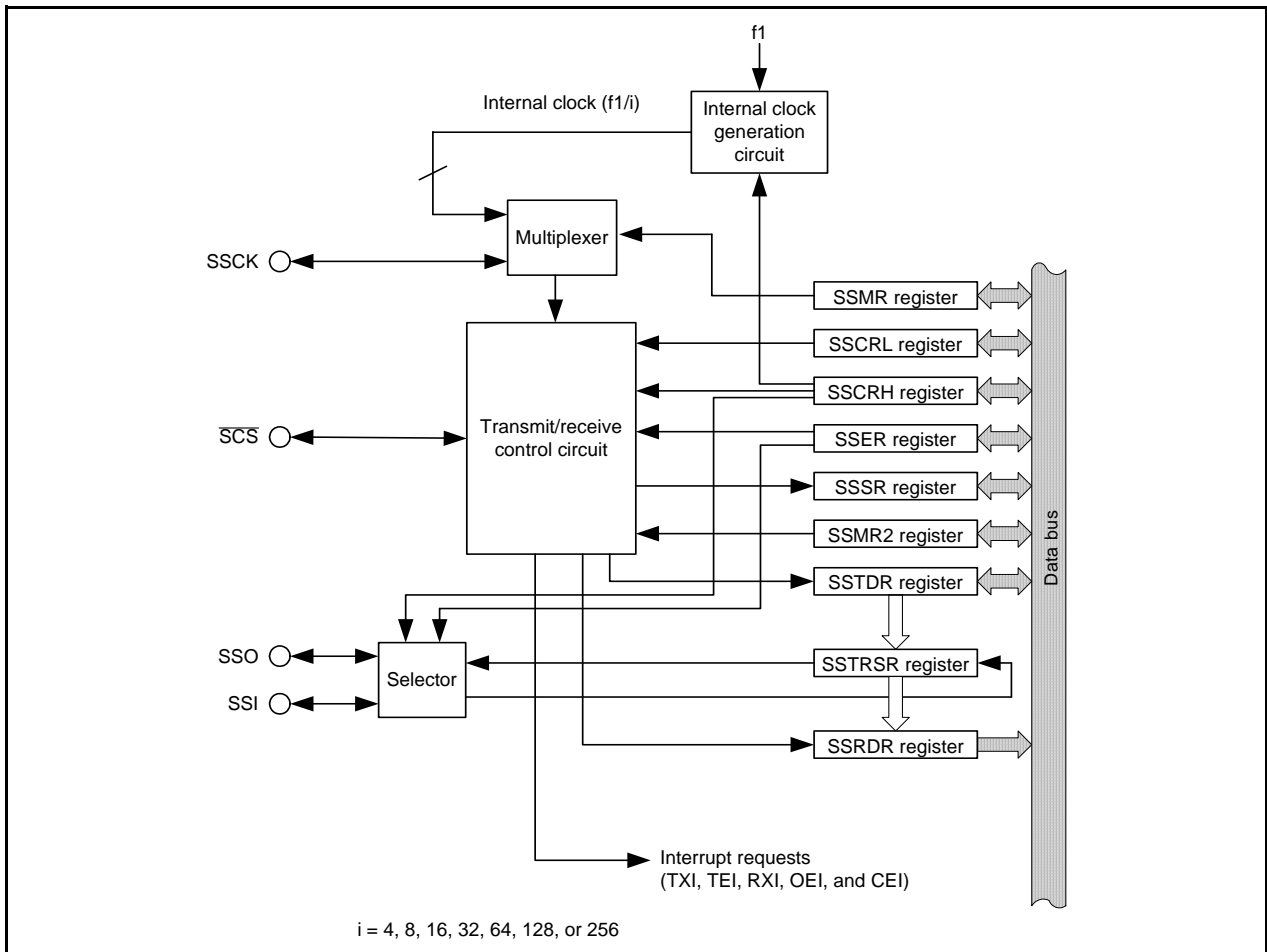 f1
Internal clock (f1/i)
Internal clock
generation
circuit
Multiplexer
SSCK
SSMR register
SSCRL register
SSCRH register
Transmit/receive
control circuit
SCS
SSER register
SSSR register
SSMR2 register
SSTDR register
Data bus
SSO
SSTRSR register
Selector
SSI
SSRDR register
Interrupt requests
(TXI, TEI, RXI, OEI, and CEI)
i = 4, 8, 16, 32, 64, 128, or 256